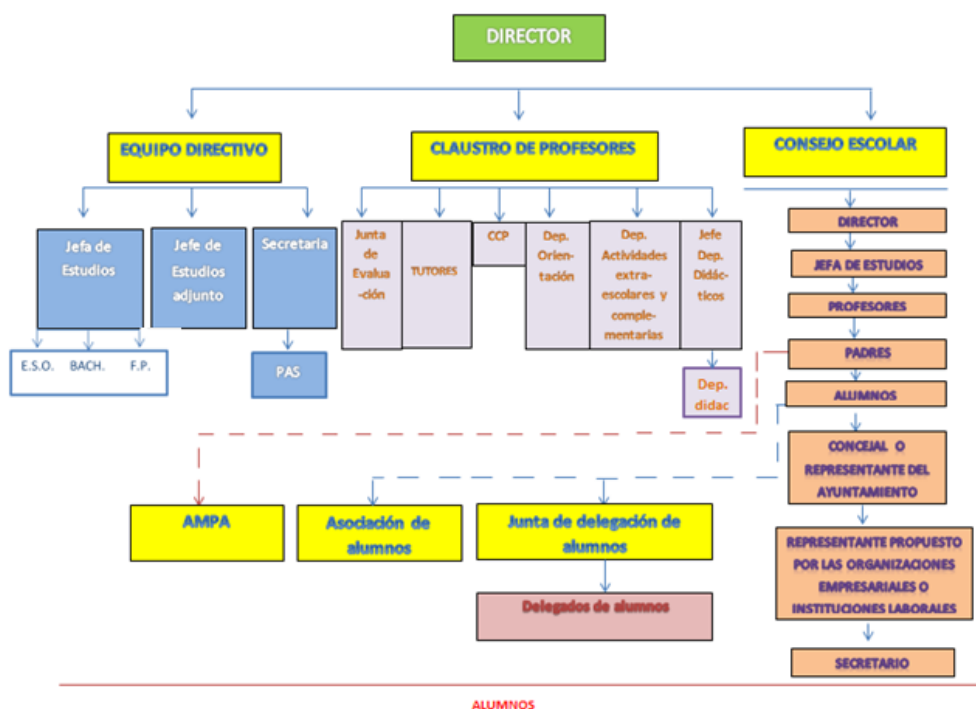 DIRECTOR
EQUIPO DIRECTIVO
CLAUSTRO DE PROFESORES
CONSEJO ESCOLAR
Jefa de
Estudios
Jefe de
Estudios
adjunto
Secretaria
E.S.O. BACH. F.P.
PAS
Junta
de
Evalua
-ción
TUTORES
CCP
Dep.
Orien-
tación
Dep.
Actividades
extra-
escolares y
comple-
mentarias
Jefe
Dep.
Didác-
ticos
Dep.
didac
DIRECTOR
JEFA DE ESTUDIOS
PROFESORES
PADRES
ALUMNOS
CONCEJAL O
REPRESENTANTE DEL
AYUNTAMIENTO
REPRESENTANTE PROPUESTO
POR LAS ORGANIZACIONES
EMPRESARIALES O
INSTITUCIONES LABORALES
SECRETARIO
AMPA
Asociación de
alumnos
Junta de delegación de
alumnos
Delegados de alumnos
ALUMNOS